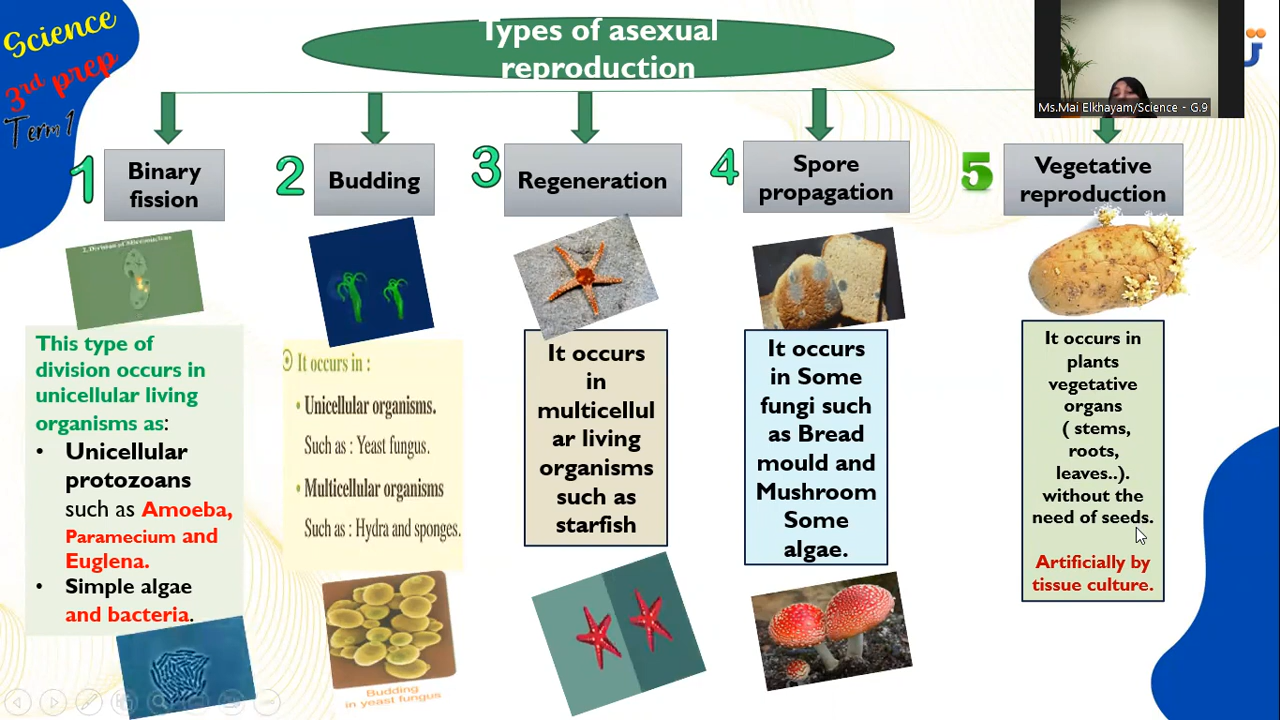 Science
3rd prep
Term 1
Types of asexual
reproduction
Ms.Mai Elkhayam/Science - G.9
1
Binary
fission
2
Budding
3
Regeneration
4
Spore
propagation
5
Vegetative
reproduction
2. Division of Micronucleus
This type of
division occurs in
unicellular living
organisms as:
• Unicellular
protozoans
such as Amoeba,
Paramecium and
Euglena.
• Simple algae
and bacteria.
It occurs in :
• Unicellular organisms.
Such as : Yeast fungus.
• Multicellular organisms
Such as : Hydra and sponges.
Budding
in yeast fungus
It occurs
in
multicellul
ar living
organisms
such as
starfish
It occurs
in Some
fungi such
as Bread
mould and
Mushroom
Some
algae.
It occurs in
plants
vegetative
organs
( stems,
roots,
leaves..).
without the
need of seeds.
Artificially by
tissue culture.